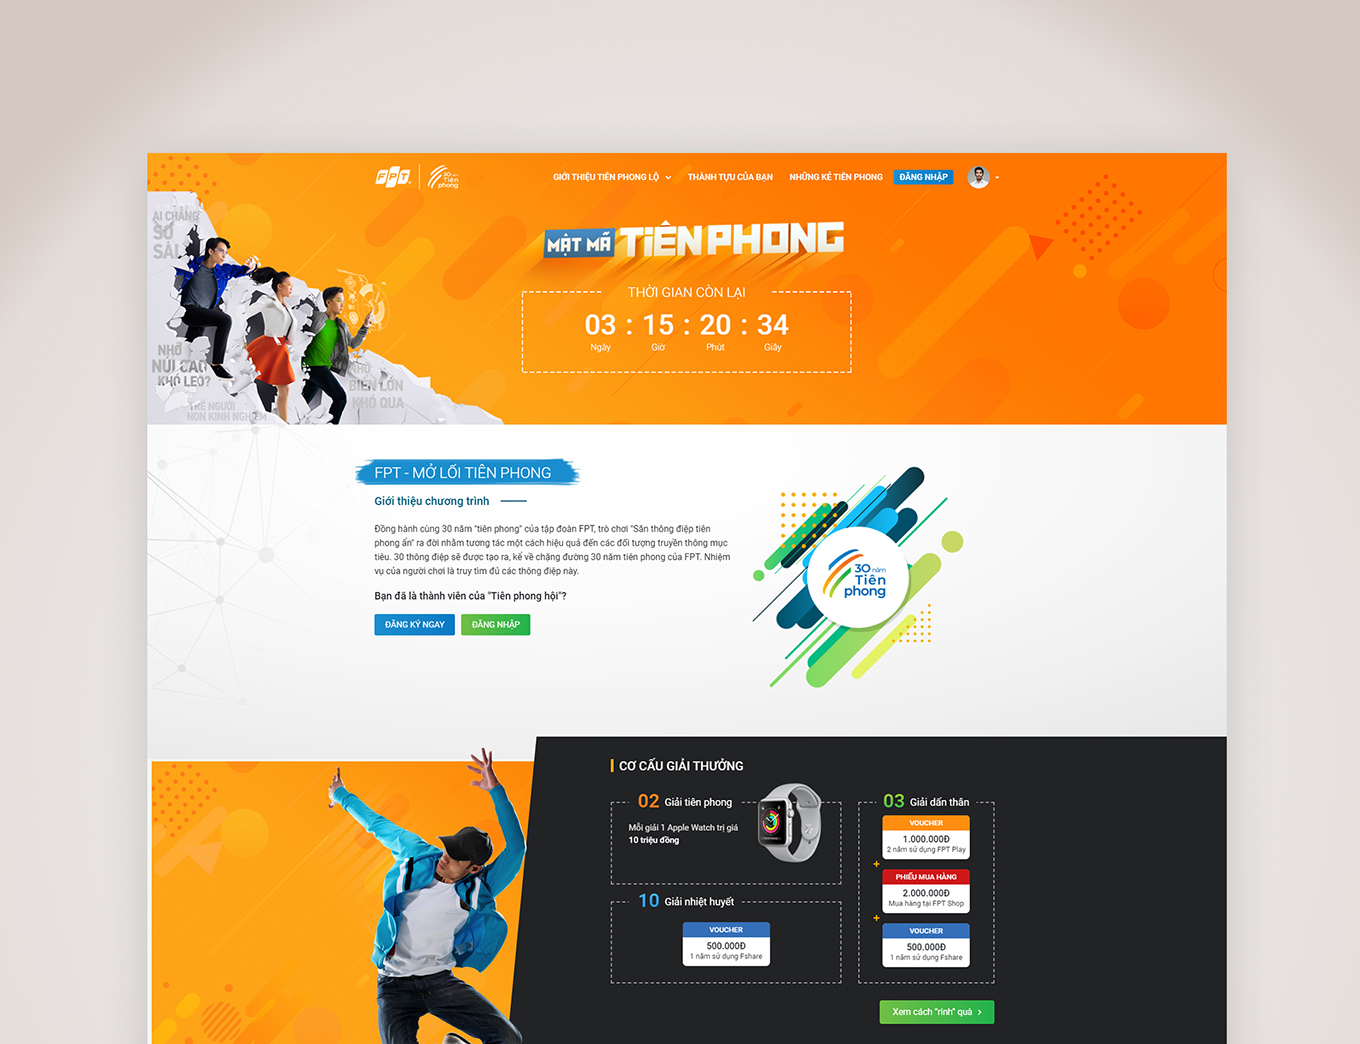 FPT
30 năm
Tiên
phong
GIỚI THIỆU TIÊN PHONG LỘ
THÀNH TỰU CỦA BẠN
NHỮNG KẺ TIÊN PHONG
ĐĂNG NHẬP
MẬT MÃ TIÊN PHONG
THỜI GIAN CÒN LẠI
03 : 15 : 20 : 34
Ngày Giờ Phút Giây
AI CHẲNG
SỢ
SAI
NHỚ
NÚI CAO
KHÓ LEO?
BIỂN LỚN
KHÓ QUA
TRẺ NGƯỜI
NON KINH NGHIỆM
FPT - MỞ LỐI TIÊN PHONG
Giới thiệu chương trình
Đồng hành cùng 30 năm "tiên phong" của tập đoàn FPT, trò chơi "Săn thông điệp tiên
phong ẩn" ra đời nhằm tương tác một cách hiệu quả đến các đối tượng truyền thông mục
tiêu. 30 thông điệp sẽ được tạo ra, kể về chặng đường 30 năm tiên phong của FPT. Nhiệm
vụ của người chơi là truy tìm đủ các thông điệp này.
Bạn đã là thành viên của "Tiên phong hội"?
ĐĂNG KÝ NGAY
ĐĂNG NHẬP
30 năm
Tiên
phong
CƠ CẤU GIẢI THƯỞNG
02 Giải tiên phong
Mỗi giải 1 Apple Watch trị giá
10 triệu đồng
10 Giải nhiệt huyết
VOUCHER
500.000Đ
1 năm sử dụng Fshare
03 Giải dấn thân
VOUCHER
1.000.000Đ
2 năm sử dụng FPT Play
+
PHIẾU MUA HÀNG
2.000.000Đ
Mua hàng tại FPT Shop
+
VOUCHER
500.000Đ
1 năm sử dụng Fshare
Xem cách "rinh" quà